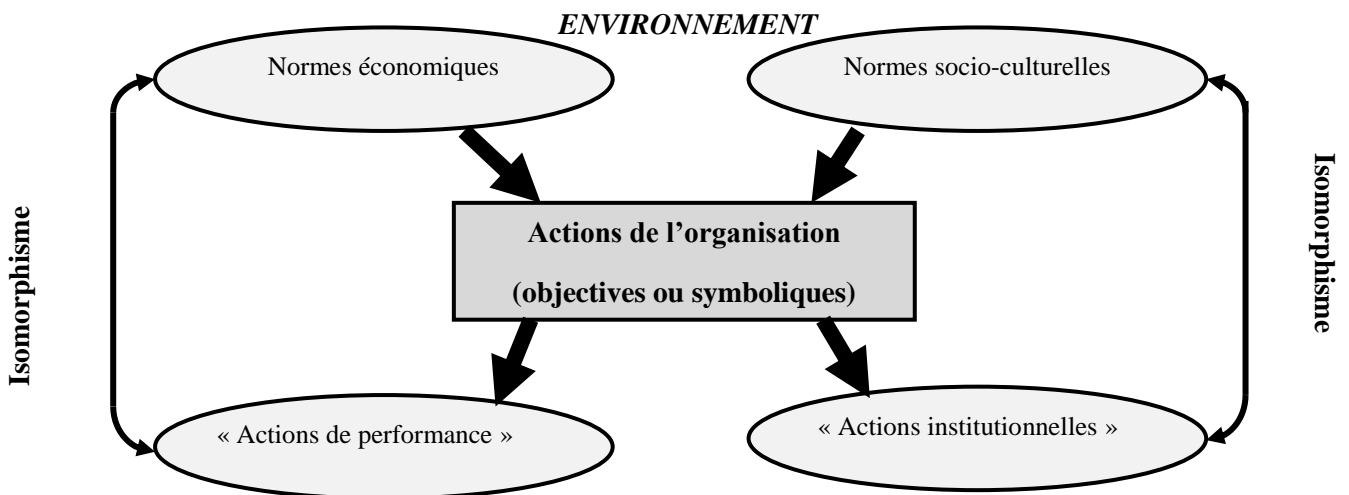 ENVIRONNEMENT
Normes économiques
Normes socio-culturelles
Isomorphisme
Isomorphisme
Actions de l’organisation
(objectives ou symboliques)
« Actions de performance »
« Actions institutionnelles »